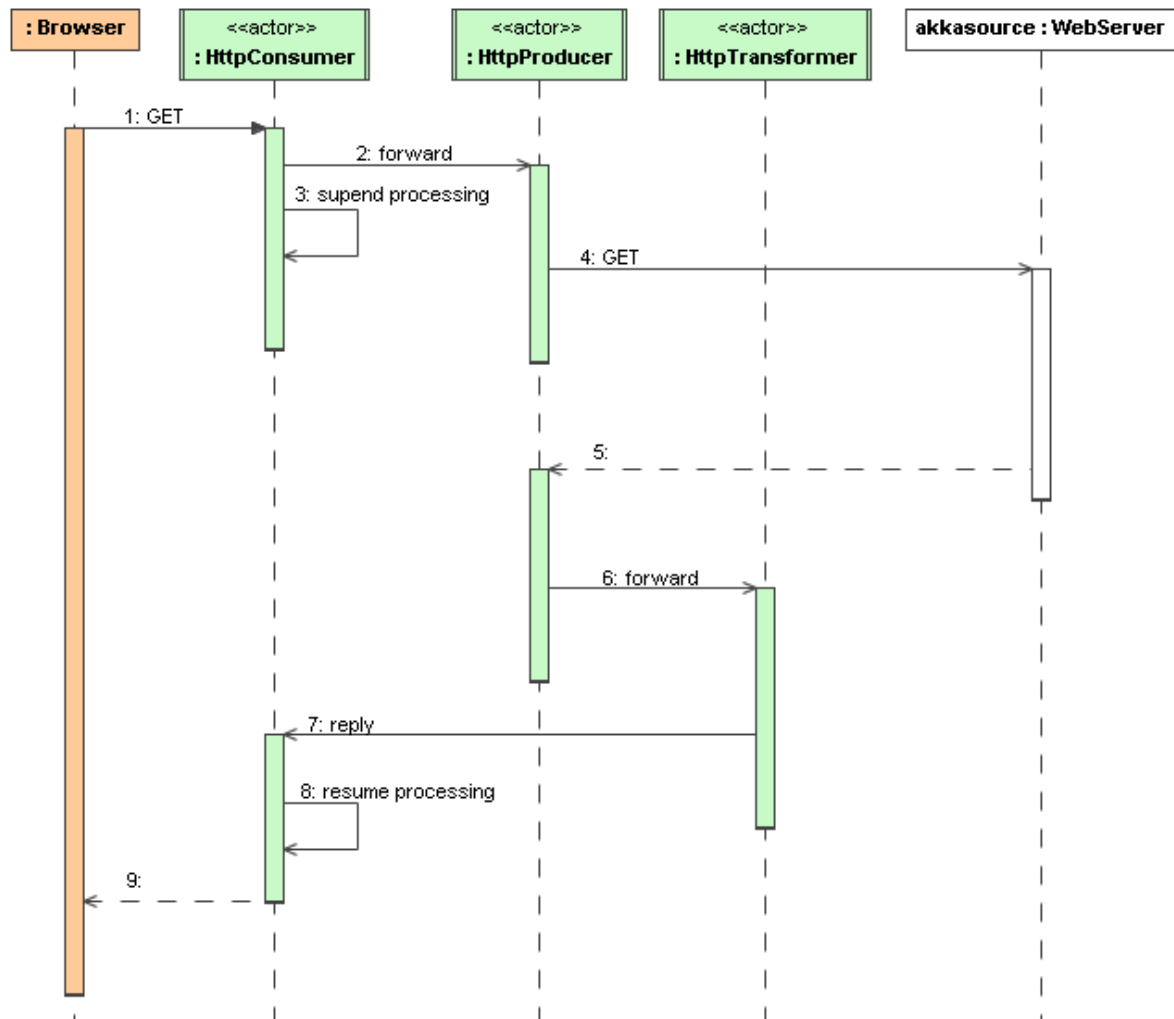 : Browser
<<actor>>
: HttpConsumer
<<actor>>
: HttpProducer
<<actor>>
: HttpTransformer
akkasource : WebServer
1: GET
2: forward
3: supend processing
4: GET
5:
6: forward
7: reply
8: resume processing
9: